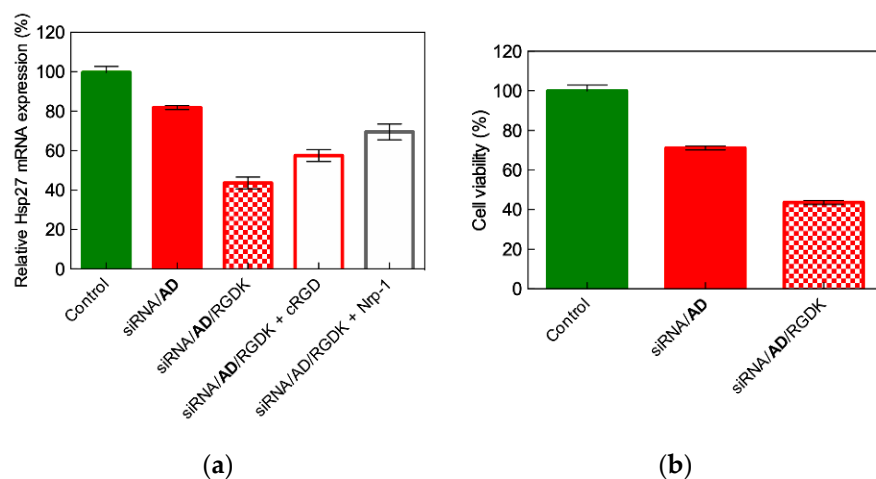 Relative Hsp27 mRNA expression (%)
120
100
80
60
40
20
0
Control
siRNA/AD
siRNA/AD/RGDK
siRNA/AD/RGDK + cRGD
siRNA/AD/RGDK + Nrp-1
(a)
Cell viability (%)
120
100
80
60
40
20
0
Control
siRNA/AD
siRNA/AD/RGDK
(b)